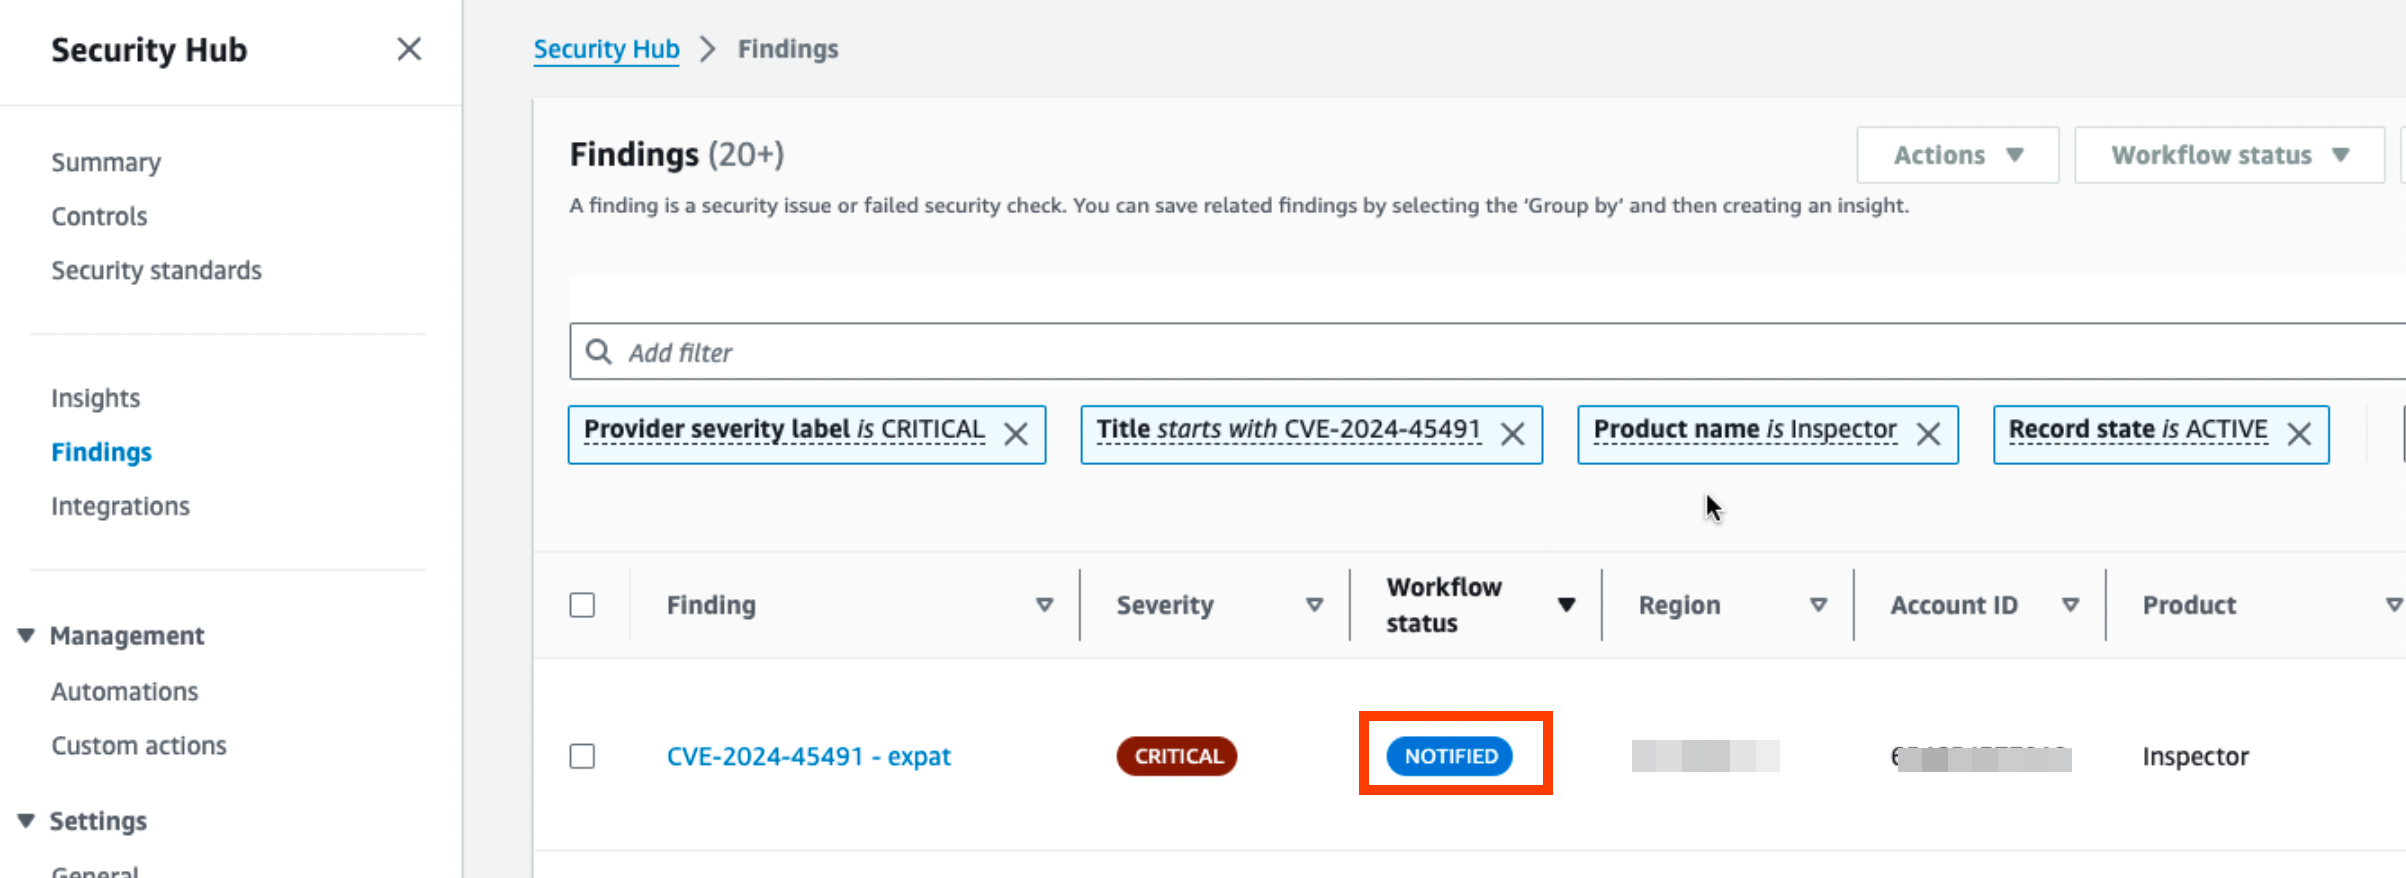 Security Hub
Summary
Controls
Security standards
Insights
Findings
Integrations
Management
Automations
Custom actions
Settings
General
Security Hub Findings
Findings (20+)
Actions
Workflow status
A finding is a security issue or failed security check. You can save related findings by selecting the ‘Group by’ and then creating an insight.
Add filter
Provider severity label is CRITICAL
Title starts with CVE-2024-45491
Product name is Inspector
Record state is ACTIVE
Finding
Severity
Workflow
status
Region
Account ID
Product
CVE-2024-45491 - expat
CRITICAL
NOTIFIED
Inspector